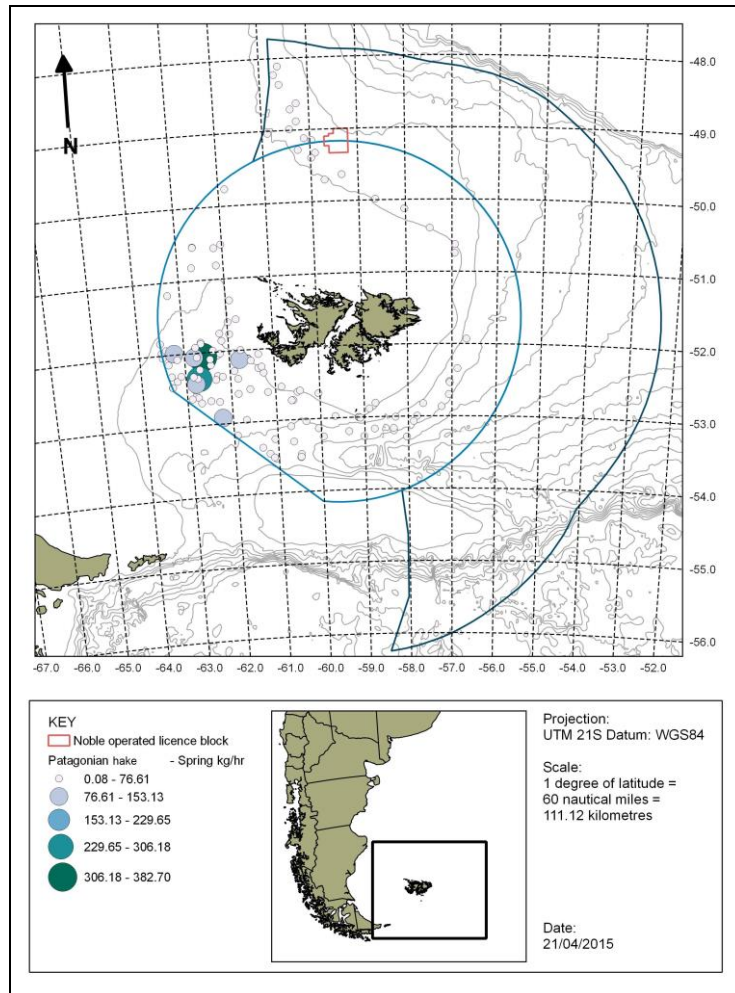 N
-48.0
-49.0
-50.0
-51.0
-52.0
-53.0
-54.0
-55.0
-56.0
-67.0 -66.0 -65.0 -64.0 -63.0 -62.0 -61.0 -60.0 -59.0 -58.0 -57.0 -56.0 -55.0 -54.0 -53.0 -52.0
KEY
Noble operated licence block
Patagonian hake - Spring kg/hr
0.08 - 76.61
76.61 - 153.13
153.13 - 229.65
229.65 - 306.18
306.18 - 382.70
Projection:
UTM 21S Datum: WGS84
Scale:
1 degree of latitude =
60 nautical miles =
111.12 kilometres
Date:
21/04/2015